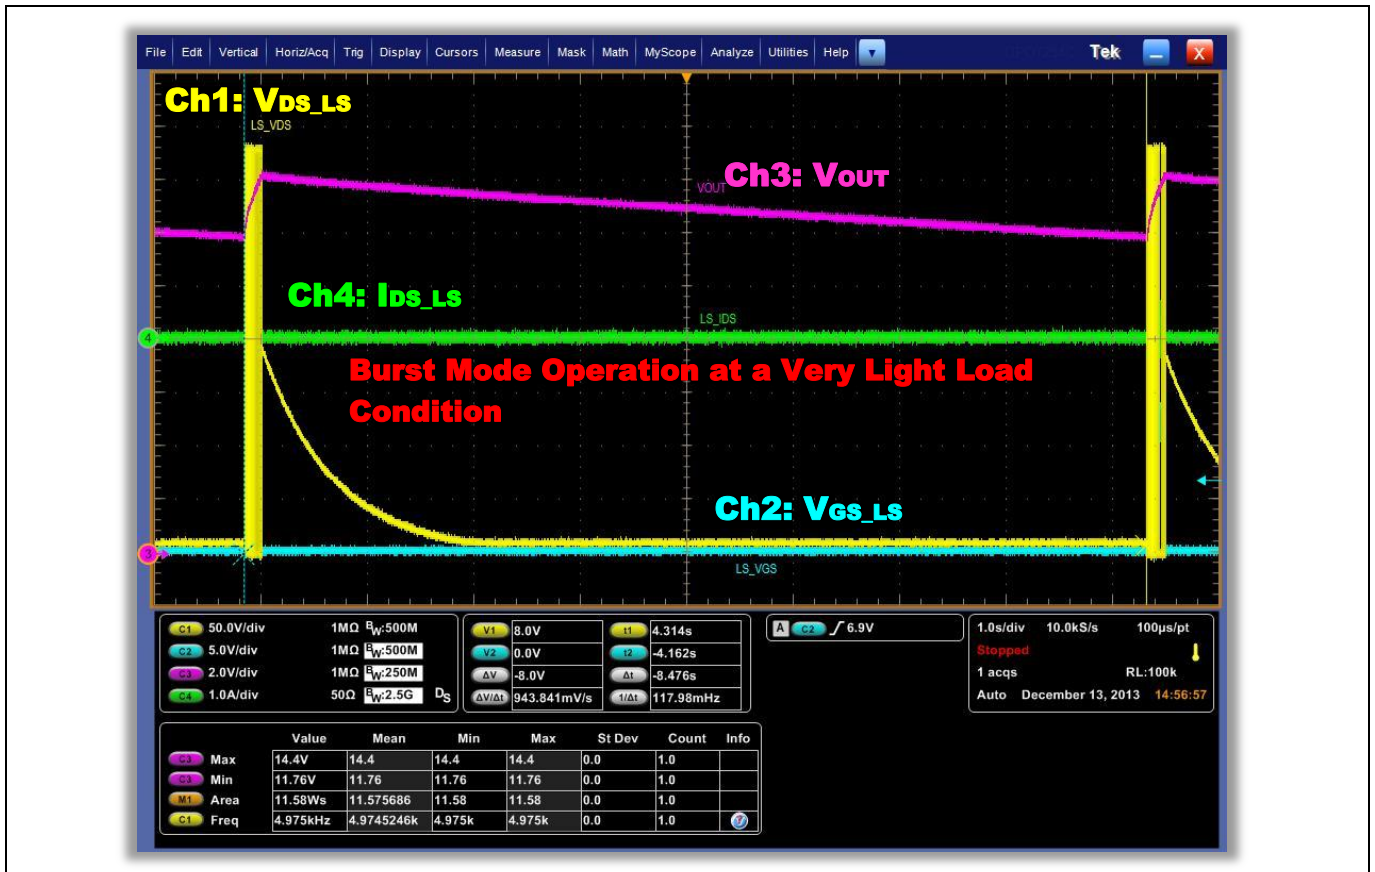 File Edit Vertical Horiz/Acq Trig Display Cursors Measure Mask Math MyScope Analyze Utilities Help Tek X
Ch1: VDS_LS
LS_VDS
Ch3: VOUT
VOUT
Ch4: IDS_LS
LS_IDS
4
Burst Mode Operation at a Very Light Load
Condition
Ch2: VGS_LS
3
LS_VGS
C1 50.0V/div 1MΩ BW:500M
C2 5.0V/div 1MΩ BW:500M
C3 2.0V/div 1MΩ BW:250M
C4 1.0A/div 50Ω BW:2.5G DS
V1 8.0V t1 4.314s
V2 0.0V t2 -4.162s
ΔV -8.0V Δt -8.476s
ΔV/Δt 943.841mV/s 1/Δt 117.98mHz
A C2 6.9V
1.0s/div 10.0kS/s 100µs/pt
Stopped
1 acqs RL:100k
Auto December 13, 2013 14:56:57
Value Mean Min Max St Dev Count Info
C3 Max 14.4V 14.4 14.4 14.4 0.0 1.0
C3 Min 11.76V 11.76 11.76 11.76 0.0 1.0
M1 Area 11.58Ws 11.575686 11.58 11.58 0.0 1.0
C1 Freq 4.975kHz 4.9745246k 4.975k 4.975k 0.0 1.0